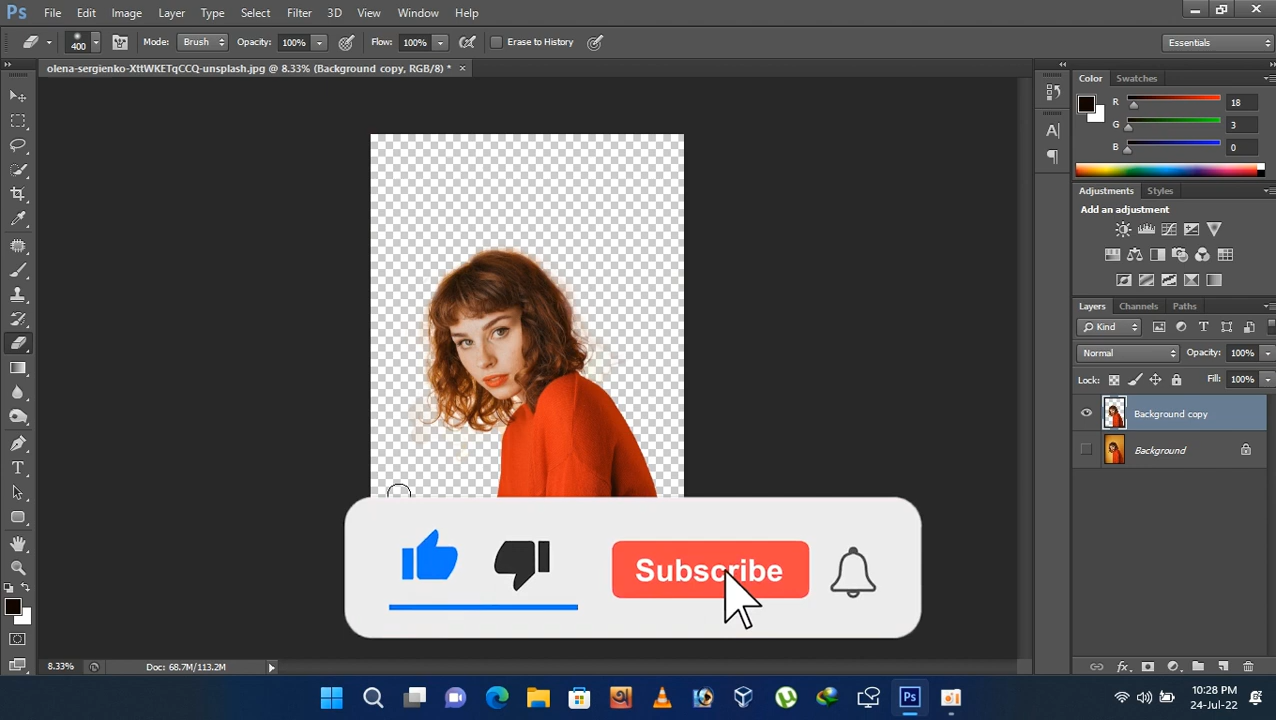 Ps File Edit Image Layer Type Select Filter 3D View Window Help
400 Mode: Brush Opacity: 100% Flow: 100% Erase to History Essentials
olena-sergienko-XttWKETqCCQ-unsplash.jpg @ 8.33% (Background copy, RGB/8) *
Color Swatches
R 18
G 3
B 0
Adjustments Styles
Add an adjustment
Layers Channels Paths
Kind
Normal Opacity: 100%
Lock: Fill: 100%
Background copy
Background
Subscribe
8.33% Doc: 68.7M/113.2M
Ps
10:28 PM
24-Jul-22